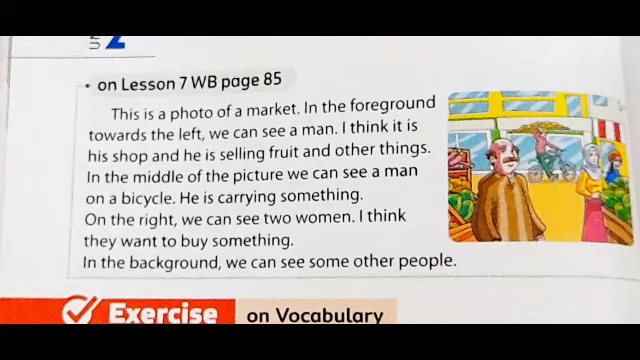 2
• on Lesson 7 WB page 85
This is a photo of a market. In the foreground
towards the left, we can see a man. I think it is
his shop and he is selling fruit and other things.
In the middle of the picture we can see a man
on a bicycle. He is carrying something.
On the right, we can see two women. I think
they want to buy something.
In the background, we can see some other people.
Exercise on Vocabulary